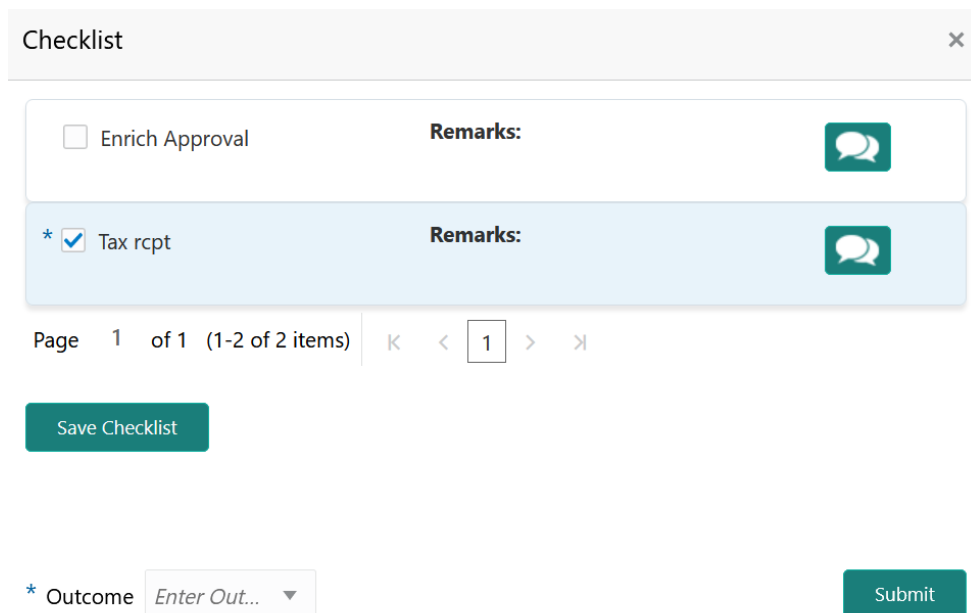 Checklist
Enrich Approval Remarks:
* Tax rcpt Remarks:
Page 1 of 1 (1-2 of 2 items) 1
Save Checklist
* Outcome Enter Out... Submit